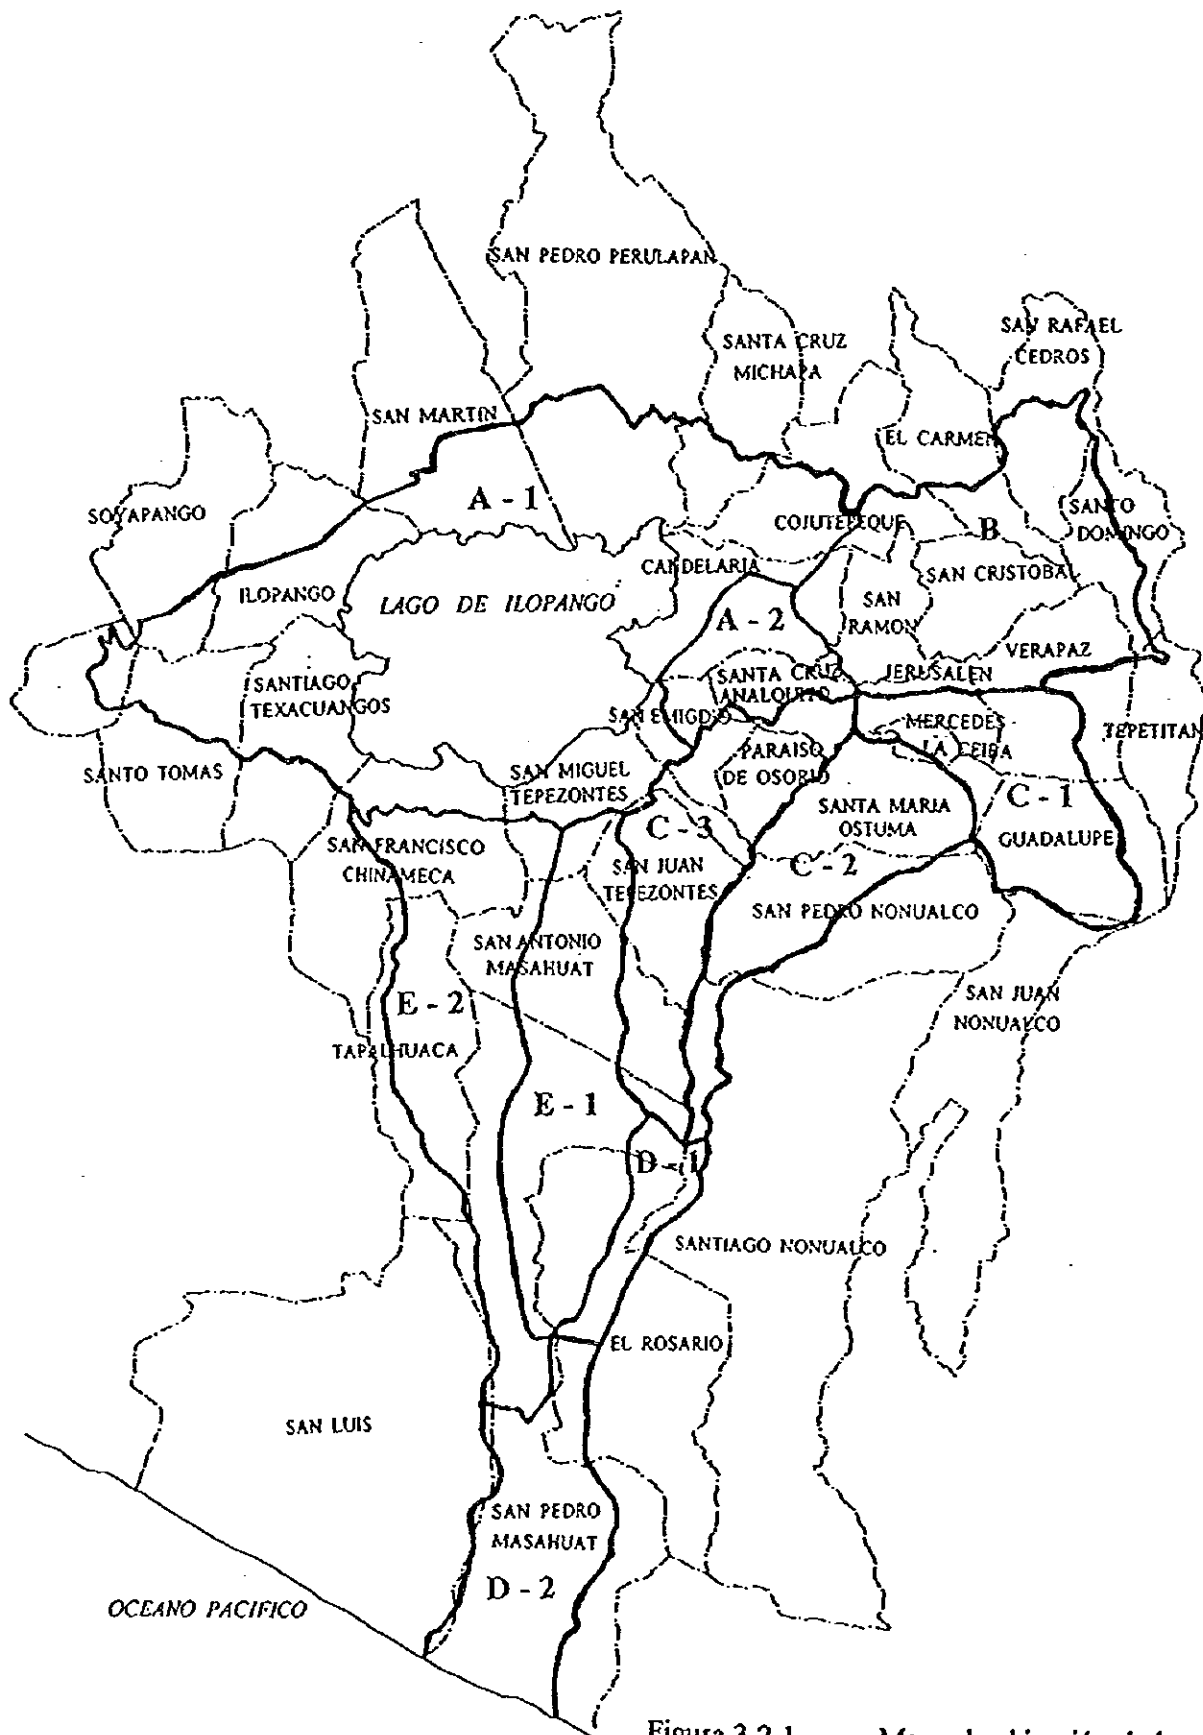 SAN PEDRO PERULAPAN
SANTA CRUZ
MICHAPA
SAN RAFAEL
CEDROS
SAN MARTIN
EL CARMEN
A - 1
SOYAPANGO
COJUTEPEQUE
B
SANTO
DOMINGO
CANDELARIA
SAN CRISTOBAL
ILOPANGO
LAGO DE ILOPANGO
SAN
RAMON
A - 2
VERAPAZ
SANTIAGO
TEXACUANGOS
SANTA CRUZ
ANALQUITO
JERUSALEN
SAN EMIGDIO
MERCEDES
LA CEIBA
TEPETITAN
PARAISO
DE OSORIO
SANTO TOMAS
SAN MIGUEL
TEPEZONTES
SANTA MARIA
OSTUMA
C - 1
GUADALUPE
C - 3
SAN FRANCISCO
CHINAMECA
SAN JUAN
TEPEZONTES
C - 2
SAN PEDRO NONUALCO
SAN ANTONIO
MASAHUAT
SAN JUAN
NONUALCO
E - 2
TAPALHUACA
E - 1
D - 1
SANTIAGO NONUALCO
EL ROSARIO
SAN LUIS
SAN PEDRO
MASAHUAT
D - 2
OCEANO PACIFICO